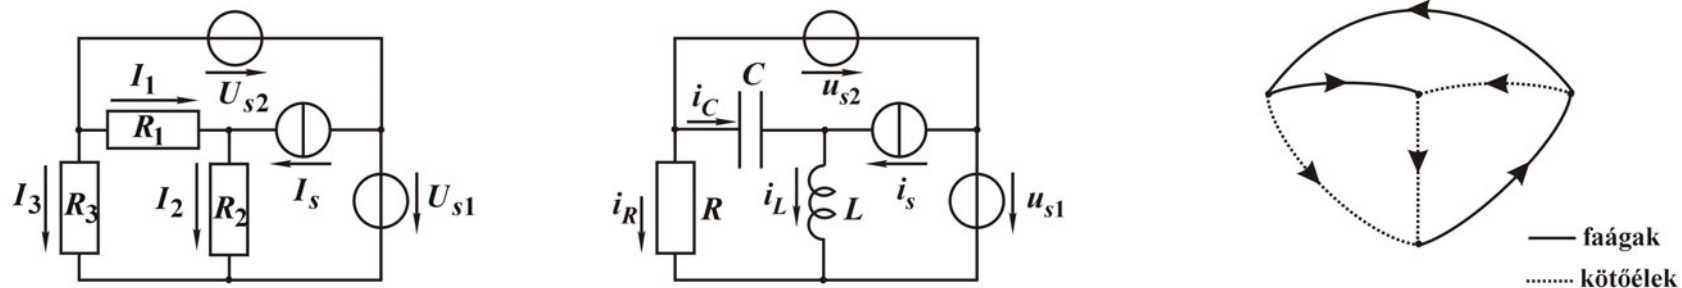 I1
Us2
R1
I3
R3
I2
R2
Is
Us1
C
iC
us2
iR
R
iL
L
is
us1
faágak
kötőélek